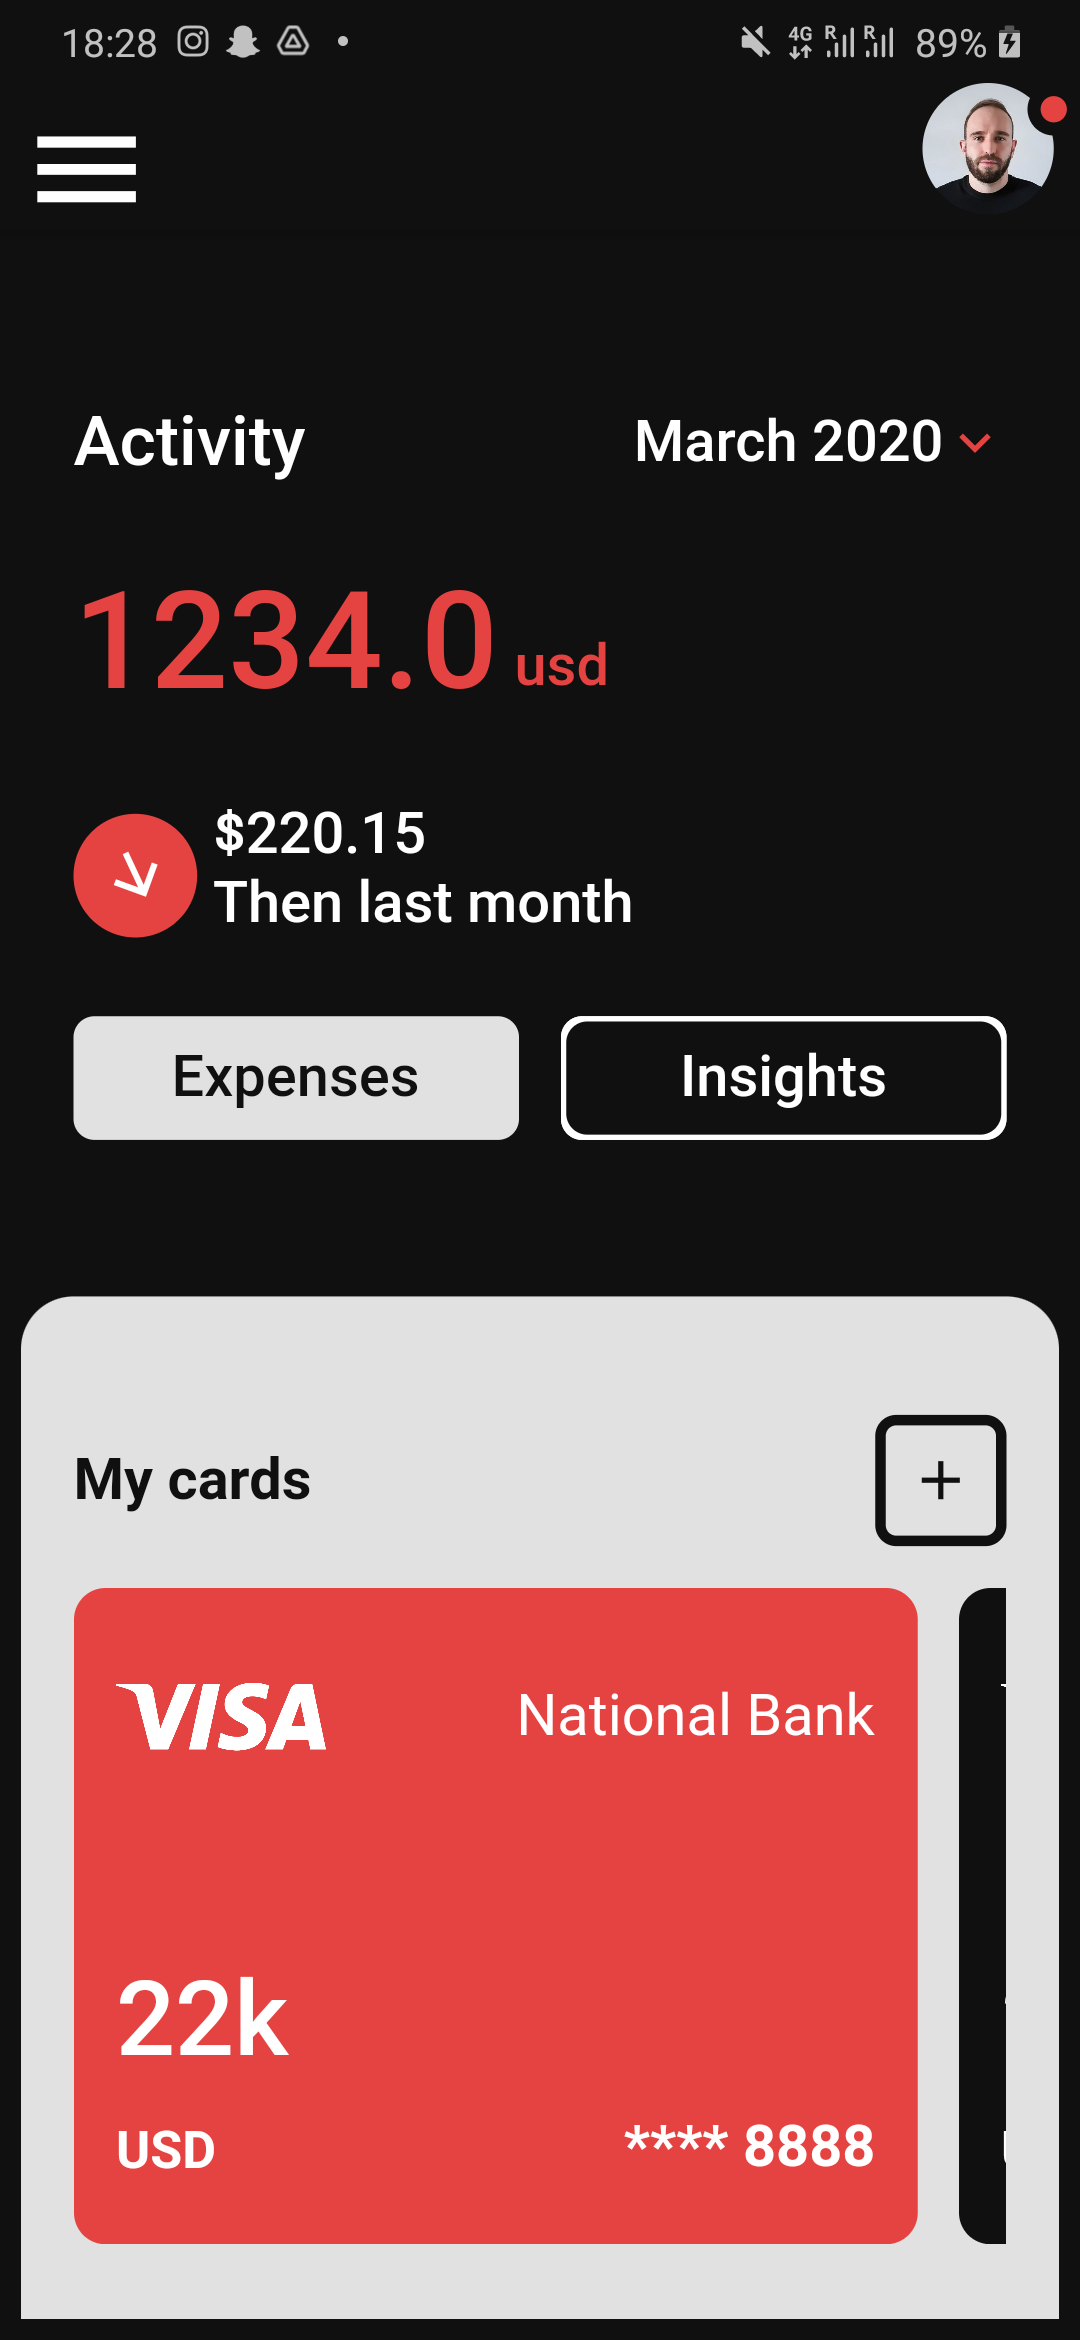 18:28
4G R R 89%
Activity
March 2020
1234.0 usd
$220.15
Then last month
Expenses
Insights
My cards
+
VISA
National Bank
22k
USD
**** 8888